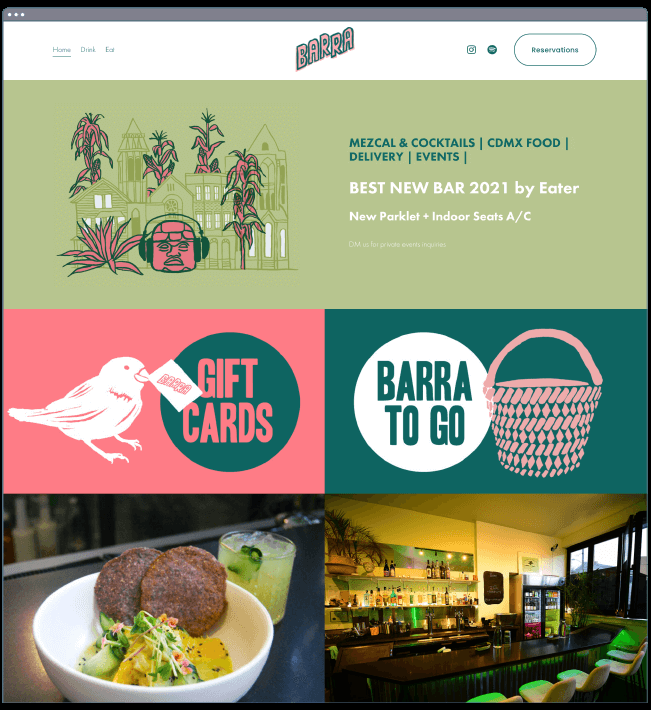 Home Drink Eat
BARRA
Reservations
MEZCAL & COCKTAILS | CDMX FOOD |
DELIVERY | EVENTS |
BEST NEW BAR 2021 by Eater
New Parklet + Indoor Seats A/C
DM us for private events inquiries
BARRA
GIFT
CARDS
BARRA
TO GO